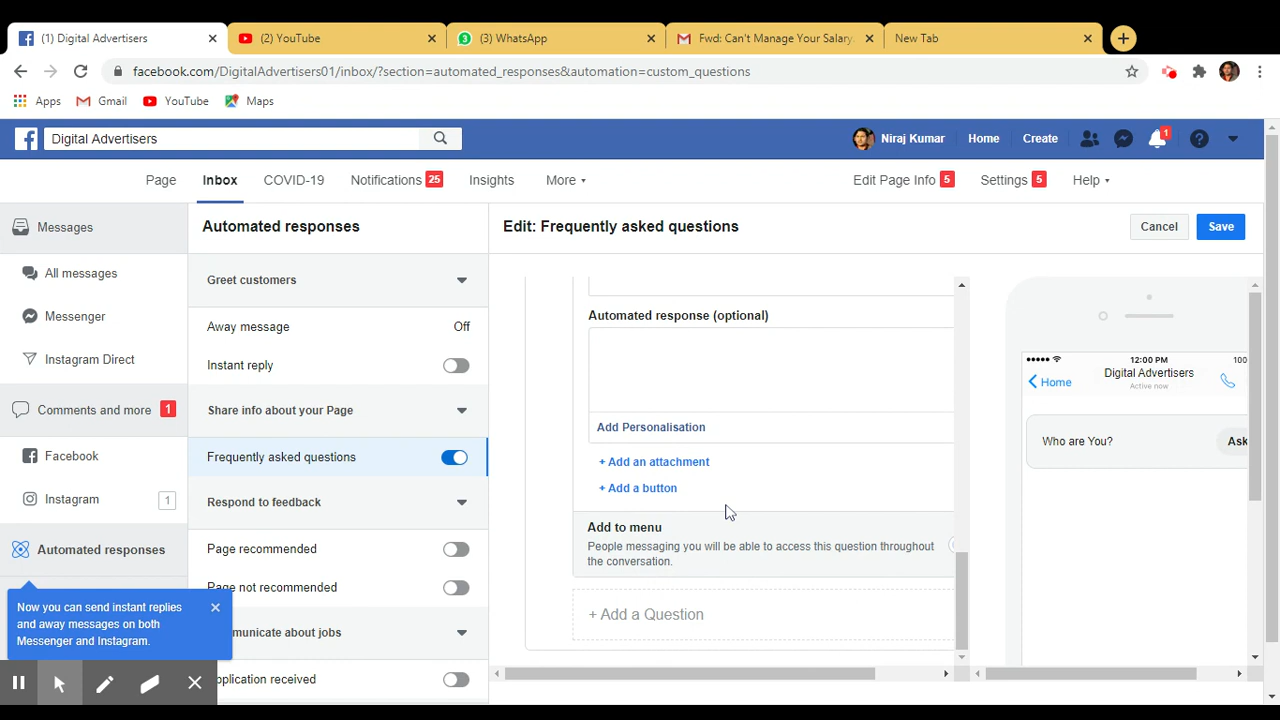 (1) Digital Advertisers
(2) YouTube
(3) WhatsApp
Fwd: Can't Manage Your Salary
New Tab
facebook.com/DigitalAdvertisers01/inbox/?section=automated_responses&automation=custom_questions
Apps
Gmail
YouTube
Maps
Digital Advertisers
Niraj Kumar
Home
Create
1
Page
Inbox
COVID-19
Notifications 25
Insights
More
Edit Page Info 5
Settings 5
Help
Messages
All messages
Messenger
Instagram Direct
Comments and more 1
Facebook
Instagram 1
Automated responses
Now you can send instant replies
and away messages on both
Messenger and Instagram.
Automated responses
Greet customers
Away message Off
Instant reply
Share info about your Page
Frequently asked questions
Respond to feedback
Page recommended
Page not recommended
mmunicate about jobs
pplication received
Edit: Frequently asked questions
Cancel
Save
Automated response (optional)
Add Personalisation
+ Add an attachment
+ Add a button
Add to menu
People messaging you will be able to access this question throughout
the conversation.
+ Add a Question
12:00 PM
100
Home
Digital Advertisers
Active now
Who are You?
Ask